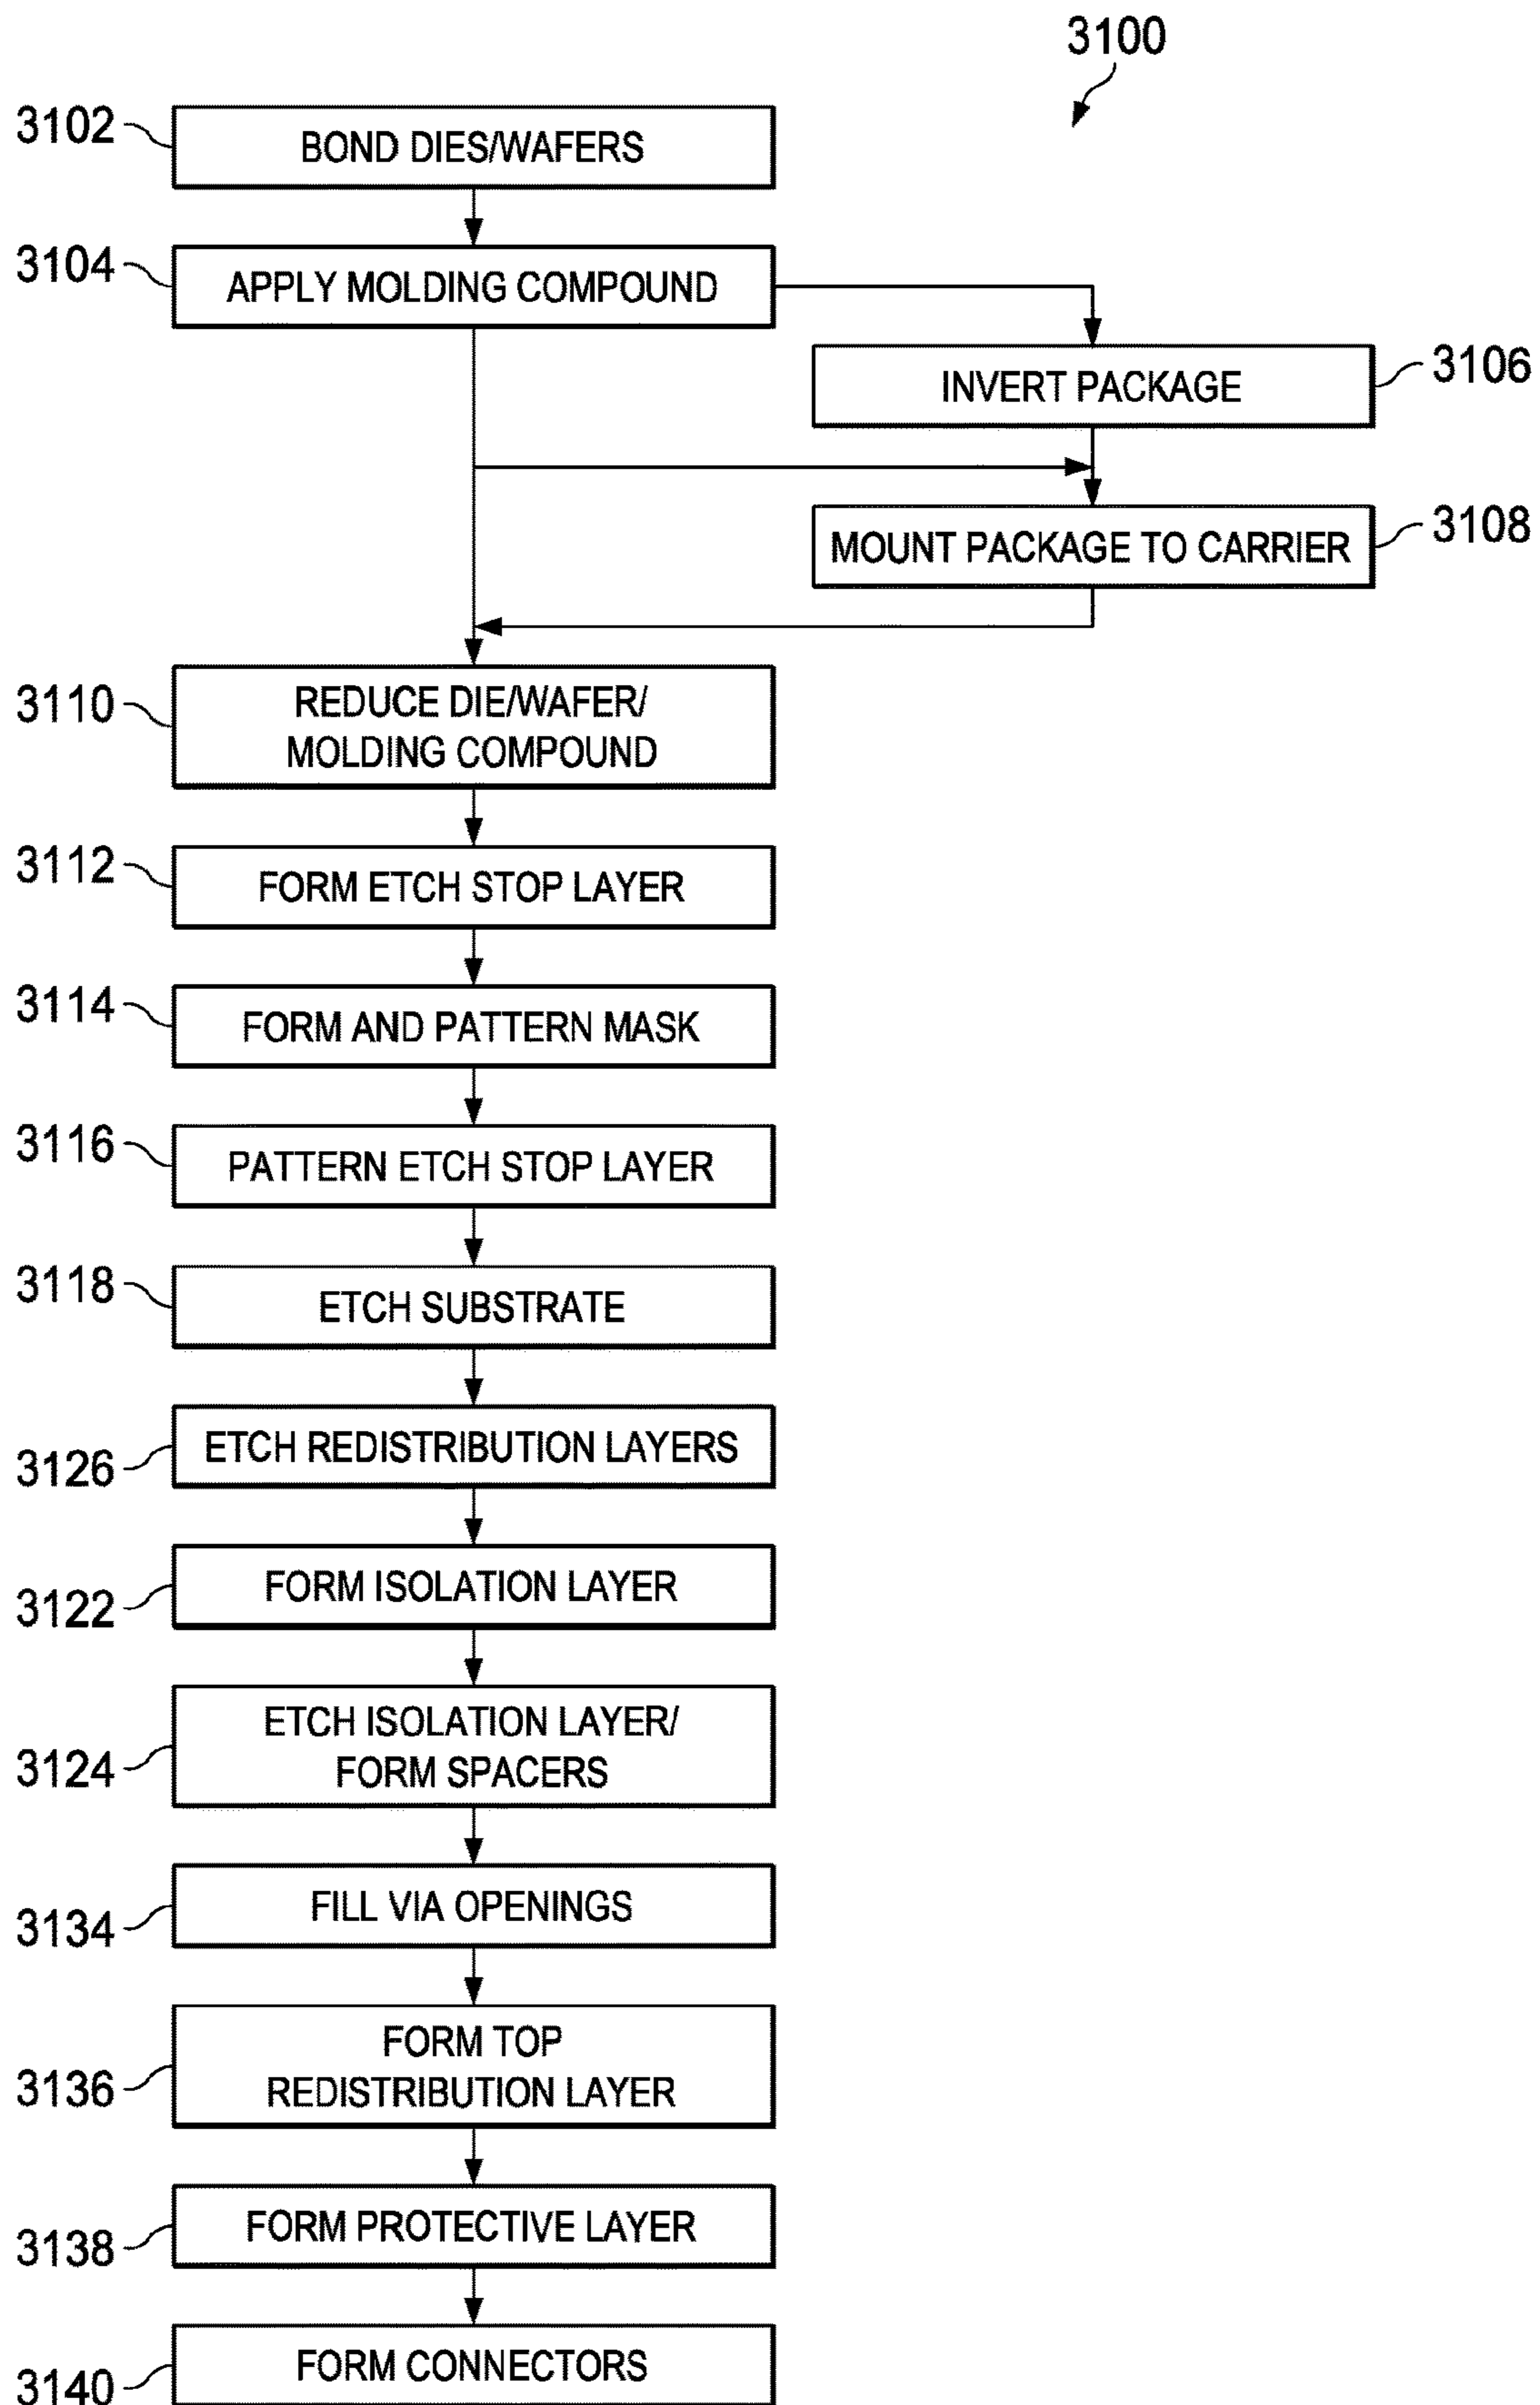 3100
3102
BOND DIES/WAFERS
3104
APPLY MOLDING COMPOUND
INVERT PACKAGE
3106
MOUNT PACKAGE TO CARRIER
3108
3110
REDUCE DIE/WAFER/
MOLDING COMPOUND
3112
FORM ETCH STOP LAYER
3114
FORM AND PATTERN MASK
3116
PATTERN ETCH STOP LAYER
3118
ETCH SUBSTRATE
3126
ETCH REDISTRIBUTION LAYERS
3122
FORM ISOLATION LAYER
3124
ETCH ISOLATION LAYER/
FORM SPACERS
3134
FILL VIA OPENINGS
3136
FORM TOP
REDISTRIBUTION LAYER
3138
FORM PROTECTIVE LAYER
3140
FORM CONNECTORS